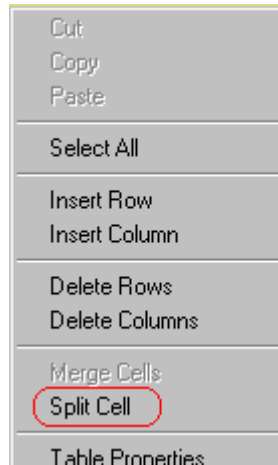 Cut
Copy
Paste
Select All
Insert Row
Insert Column
Delete Rows
Delete Columns
Merge Cells
Split Cell
Table Properties